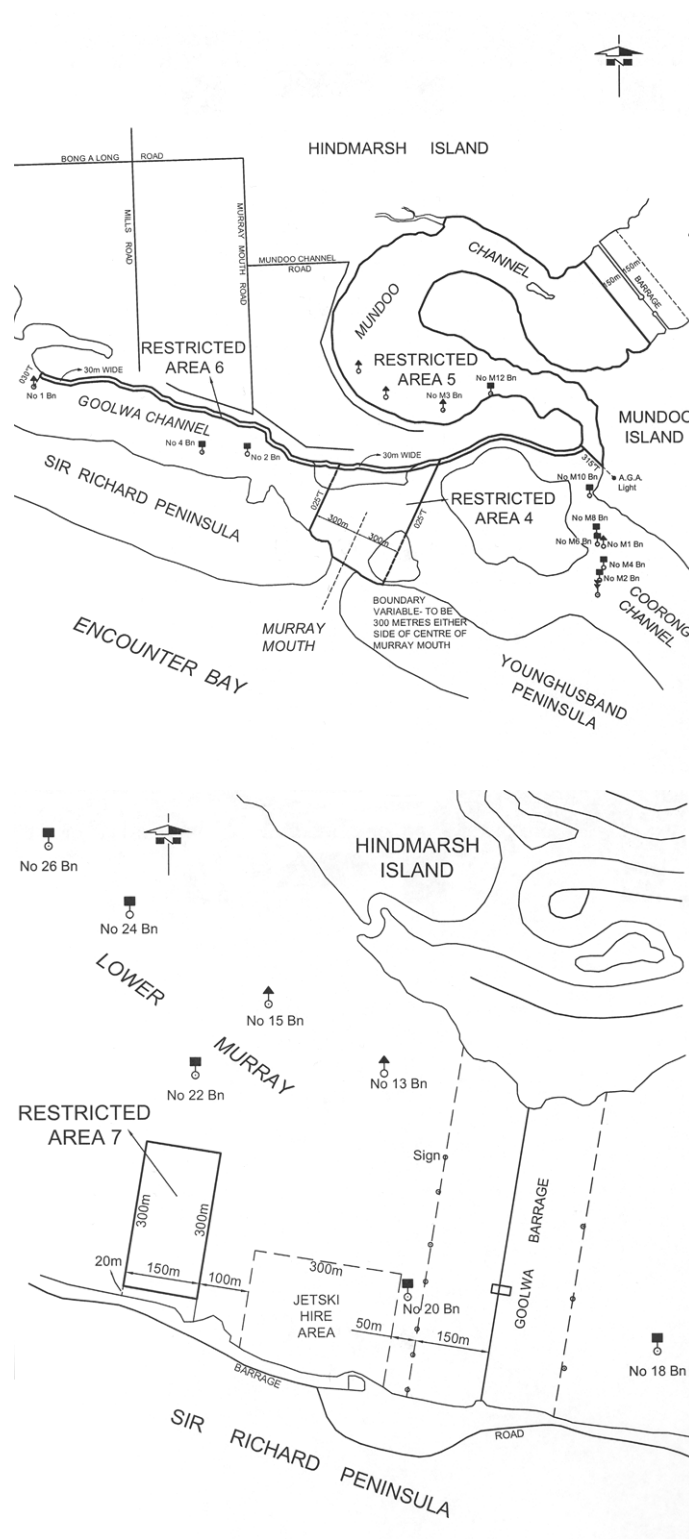 HINDMARSH ISLAND
BONG A LONG ROAD
MILLS ROAD
MURRAY MOUTH ROAD
MUNDOO CHANNEL
ROAD
CHANNEL
MUNDOO
150m
150m
BARRAGE
RESTRICTED
AREA 6
RESTRICTED
AREA 5
No M12 Bn
No M3 Bn
030°T
30m WIDE
No 1 Bn
GOOLWA CHANNEL
No 4 Bn
No 2 Bn
30m WIDE
MUNDOO
ISLAND
315°T
A.G.A.
Light
No M10 Bn
SIR RICHARD PENINSULA
025°T
300m
300m
025°T
RESTRICTED
AREA 4
No M8 Bn
No M6 Bn
No M1 Bn
No M4 Bn
No M2 Bn
COORONG
CHANNEL
BOUNDARY
VARIABLE- TO BE
300 METRES EITHER
SIDE OF CENTRE OF
MURRAY MOUTH
MURRAY
MOUTH
ENCOUNTER BAY
YOUNGHUSBAND
PENINSULA
No 26 Bn
HINDMARSH
ISLAND
No 24 Bn
LOWER
No 15 Bn
MURRAY
No 22 Bn
No 13 Bn
RESTRICTED
AREA 7
Sign
300m
300m
20m
150m
100m
300m
JETSKI
HIRE
AREA
No 20 Bn
50m
150m
GOOLWA BARRAGE
No 18 Bn
BARRAGE
ROAD
SIR RICHARD PENINSULA